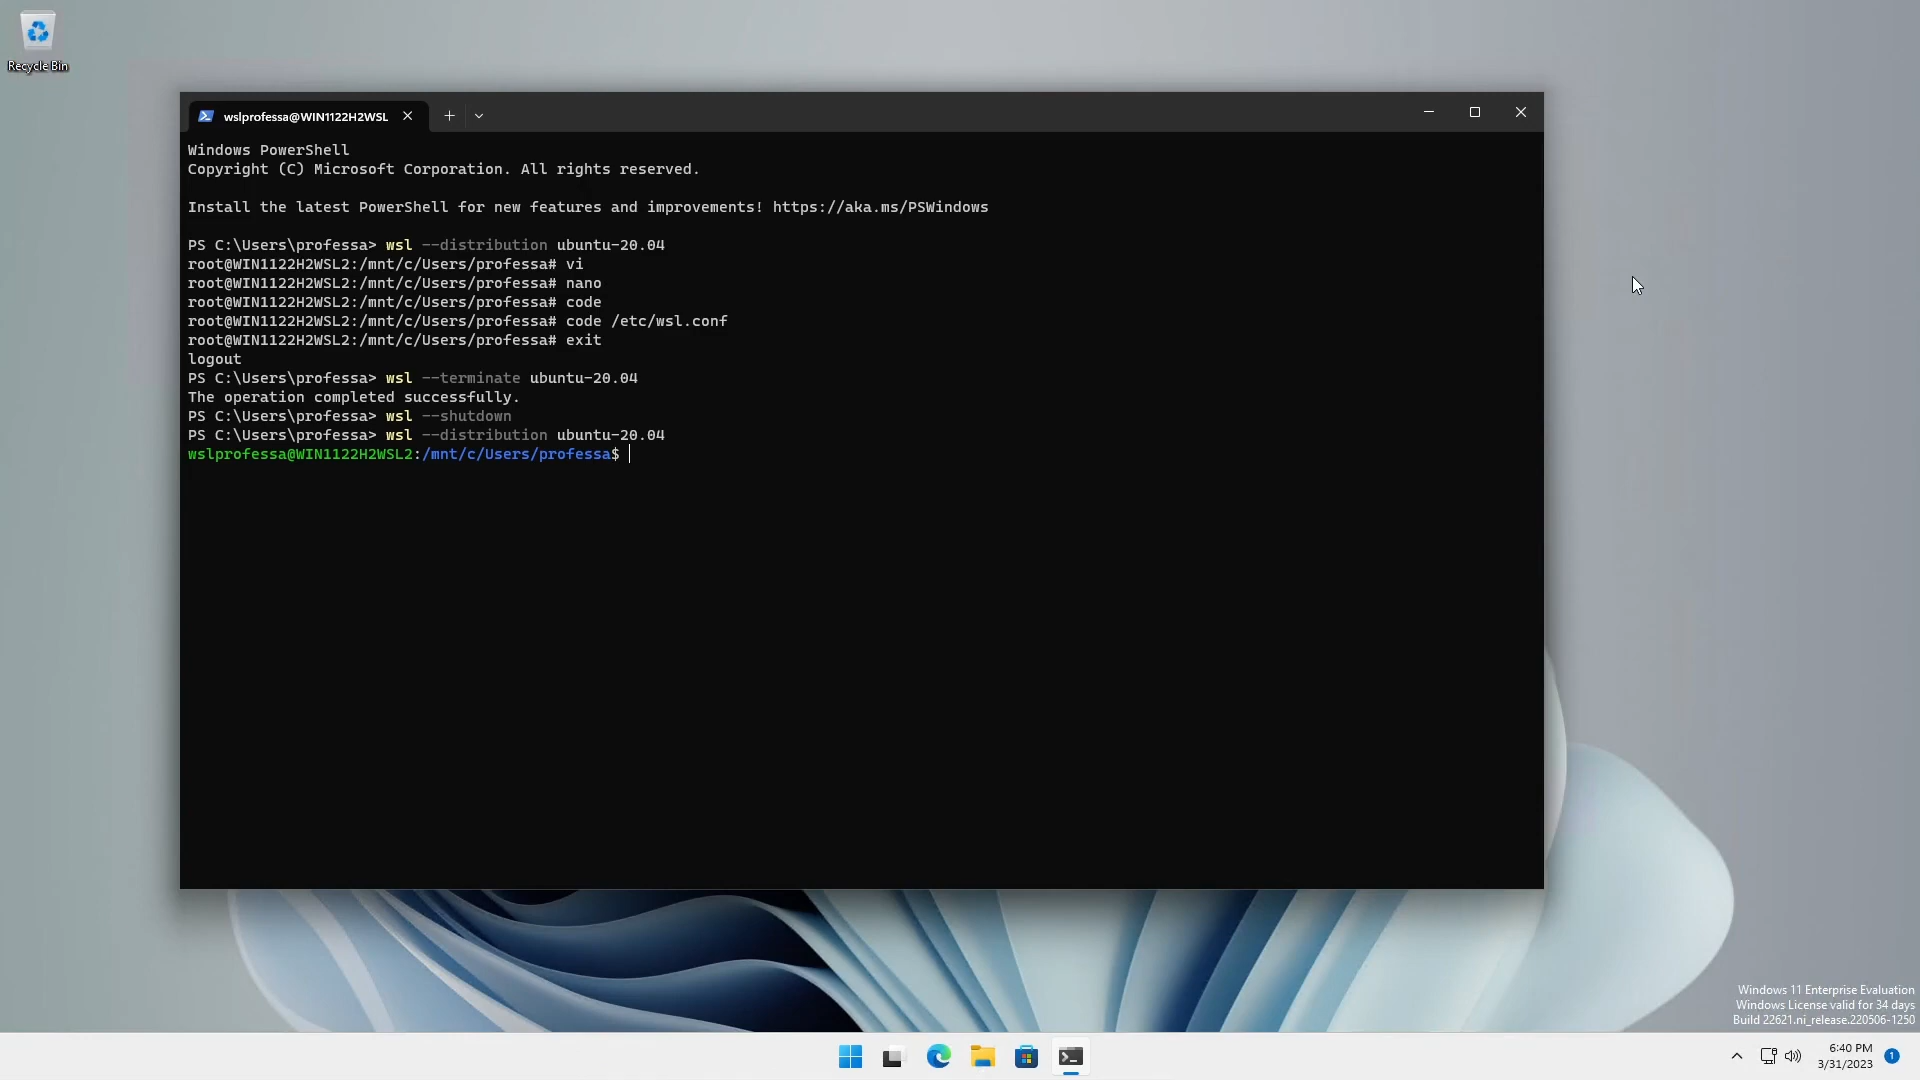 Recycle Bin
wslprofessa@WIN1122H2WSL
Windows PowerShell
Copyright (C) Microsoft Corporation. All rights reserved.
Install the latest PowerShell for new features and improvements! https://aka.ms/PSWindows
PS C:\Users\professa> wsl --distribution ubuntu-20.04
root@WIN1122H2WSL2:/mnt/c/Users/professa# vi
root@WIN1122H2WSL2:/mnt/c/Users/professa# nano
root@WIN1122H2WSL2:/mnt/c/Users/professa# code
root@WIN1122H2WSL2:/mnt/c/Users/professa# code /etc/wsl.conf
root@WIN1122H2WSL2:/mnt/c/Users/professa# exit
logout
PS C:\Users\professa> wsl --terminate ubuntu-20.04
The operation completed successfully.
PS C:\Users\professa> wsl --shutdown
PS C:\Users\professa> wsl --distribution ubuntu-20.04
wslprofessa@WIN1122H2WSL2:/mnt/c/Users/professa$
Windows 11 Enterprise Evaluation
Windows License valid for 34 days
Build 22621.ni_release.220506-1250
6:40 PM
3/31/2023
1